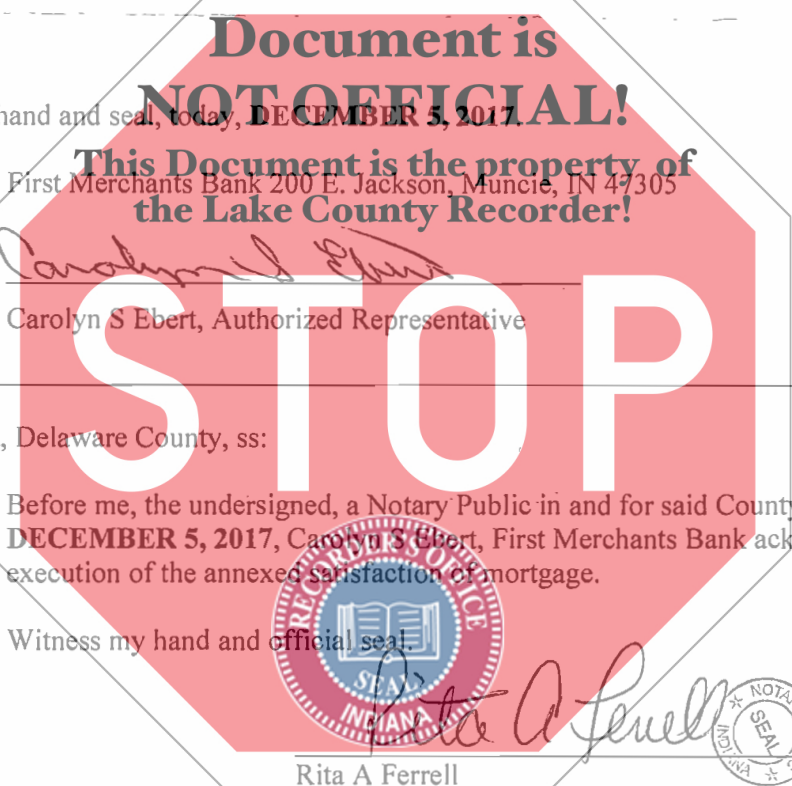 Document is
NOT OFFICIAL!
hand and seal, today, DECEMBER 5, 2017.
This Document is the property of
First Merchants Bank 200 E. Jackson, Muncie, IN 47305
the Lake County Recorder!
Carolyn S Ebert
STOP
Carolyn S Ebert, Authorized Representative
, Delaware County, ss:
Before me, the undersigned, a Notary Public in and for said County
DECEMBER 5, 2017, Carolyn S Ebert, First Merchants Bank ack
execution of the annexed satisfaction of mortgage.
RECORDER'S OFFICE
SEAL
INDIANA
Witness my hand and official seal.
Rita A Ferrell
NOTA
SEAL
INDIANA
Rita A Ferrell